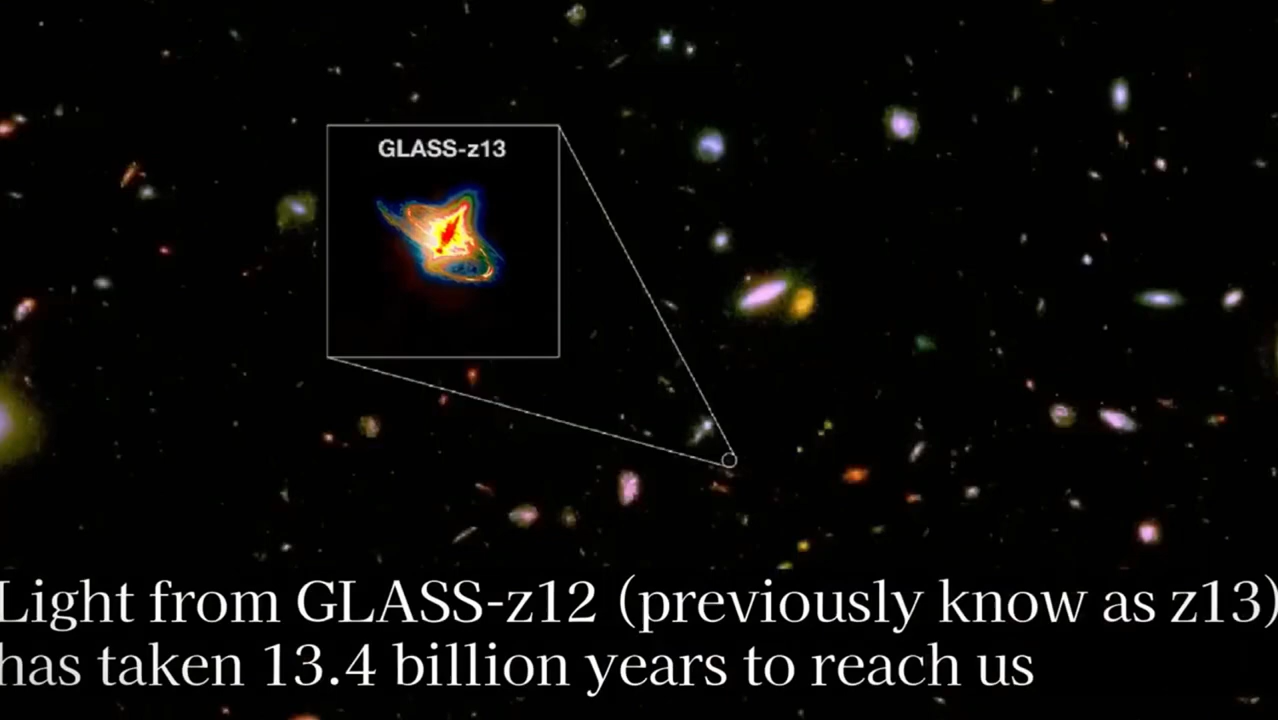 GLASS-z13
Light from GLASS-z12 (previously know as z13)
has taken 13.4 billion years to reach us